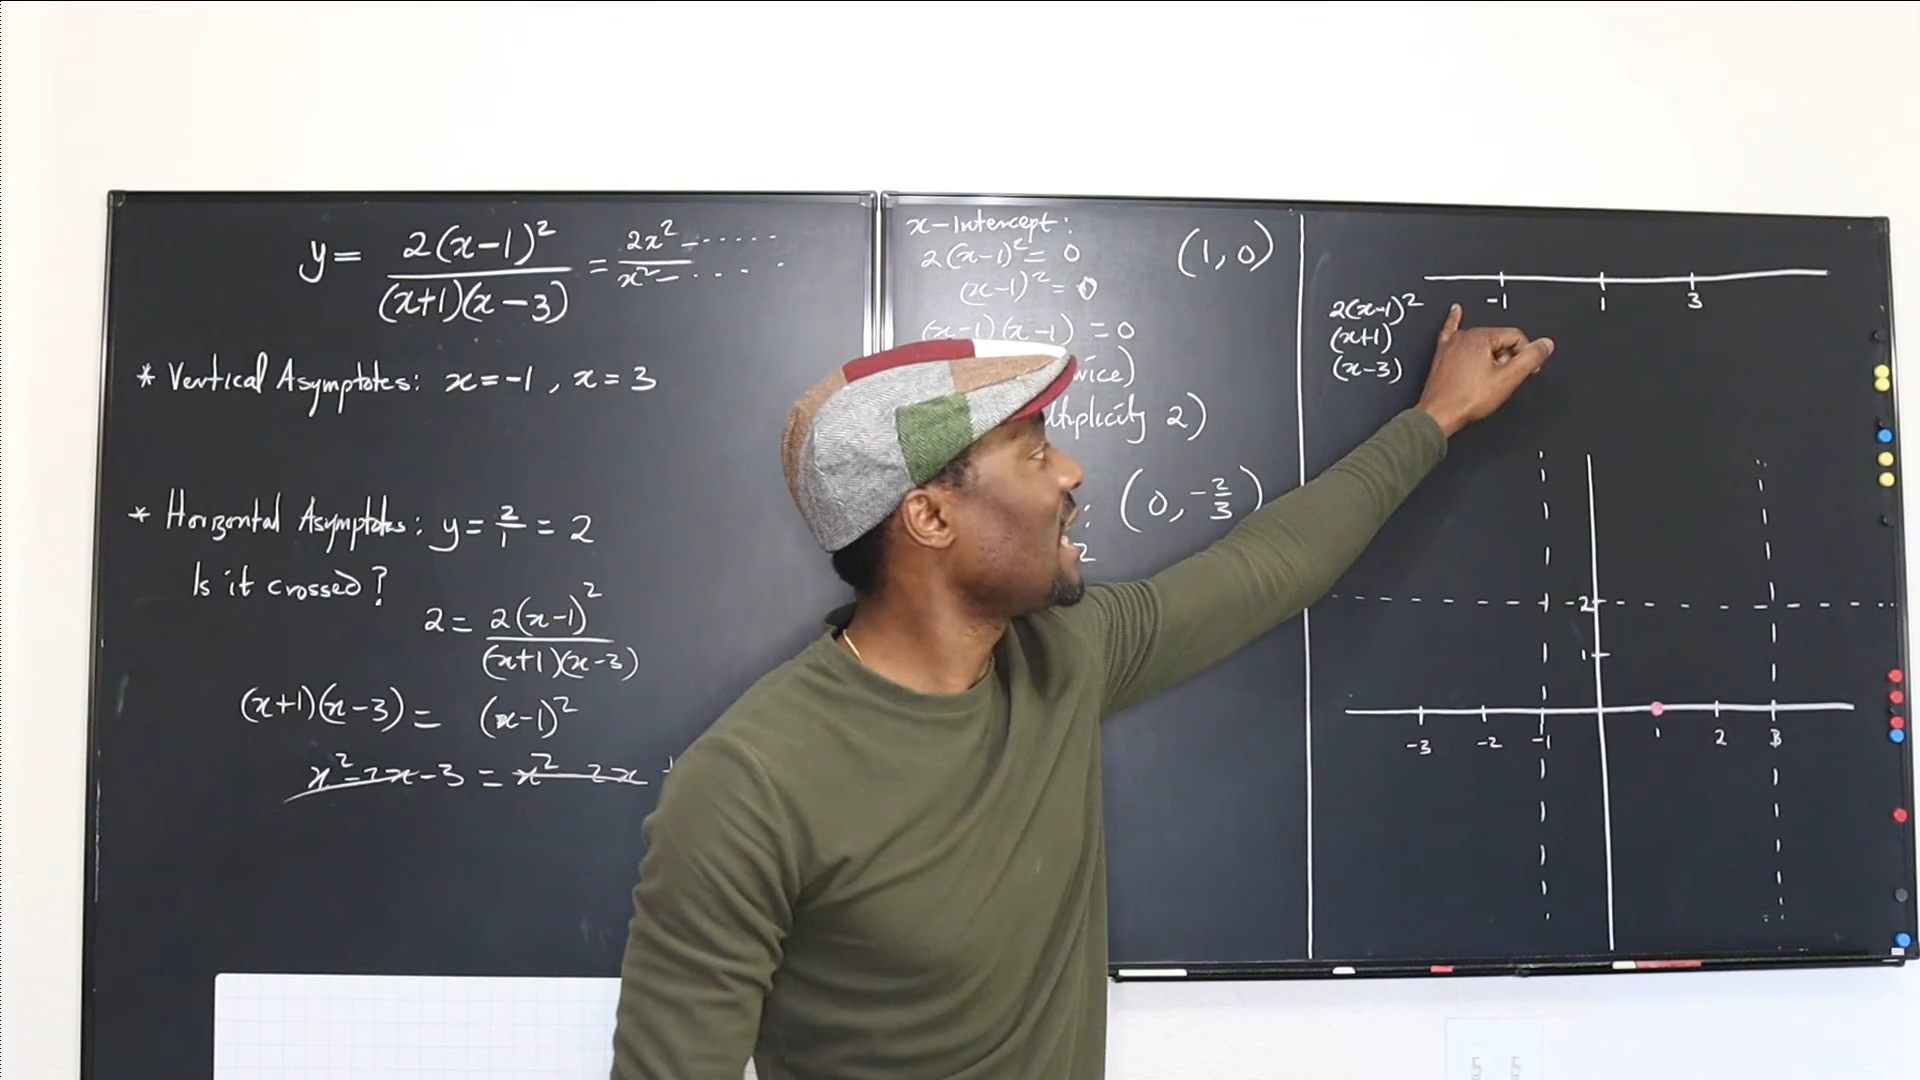 y = 2(x-1)² / (x+1)(x-3) = 2x² - ..... / x² - .....
* Vertical Asymptotes: x = -1, x = 3
* Horizontal Asymptotes: y = 2/1 = 2
Is it crossed?
2 = 2(x-1)² / (x+1)(x-3)
(x+1)(x-3) = (x-1)²
x² - 2x - 3 = x² - 2x
x-Intercept:
2(x-1)² = 0
(1, 0)
(x-1)² = 0
(x-1)(x-1) = 0
2)
: (0, -2/3)
2
-1 1 3
2(x-1)²
(x+1)
(x-3)
2
1
-3 -2 -1 1 2 3